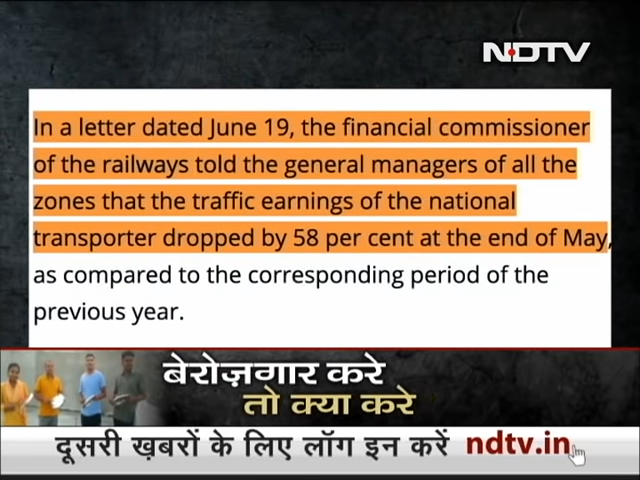 NDTV
In a letter dated June 19, the financial commissioner
of the railways told the general managers of all the
zones that the traffic earnings of the national
transporter dropped by 58 per cent at the end of May,
as compared to the corresponding period of the
previous year.
बेरोज़गार करे
तो क्या करे
दूसरी ख़बरों के लिए लॉग इन करें ndtv.in